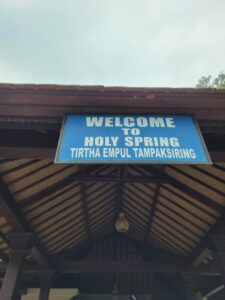 WELCOME
TO
HOLY SPRING
TIRTHA EMPUL TAMPAKSIRING